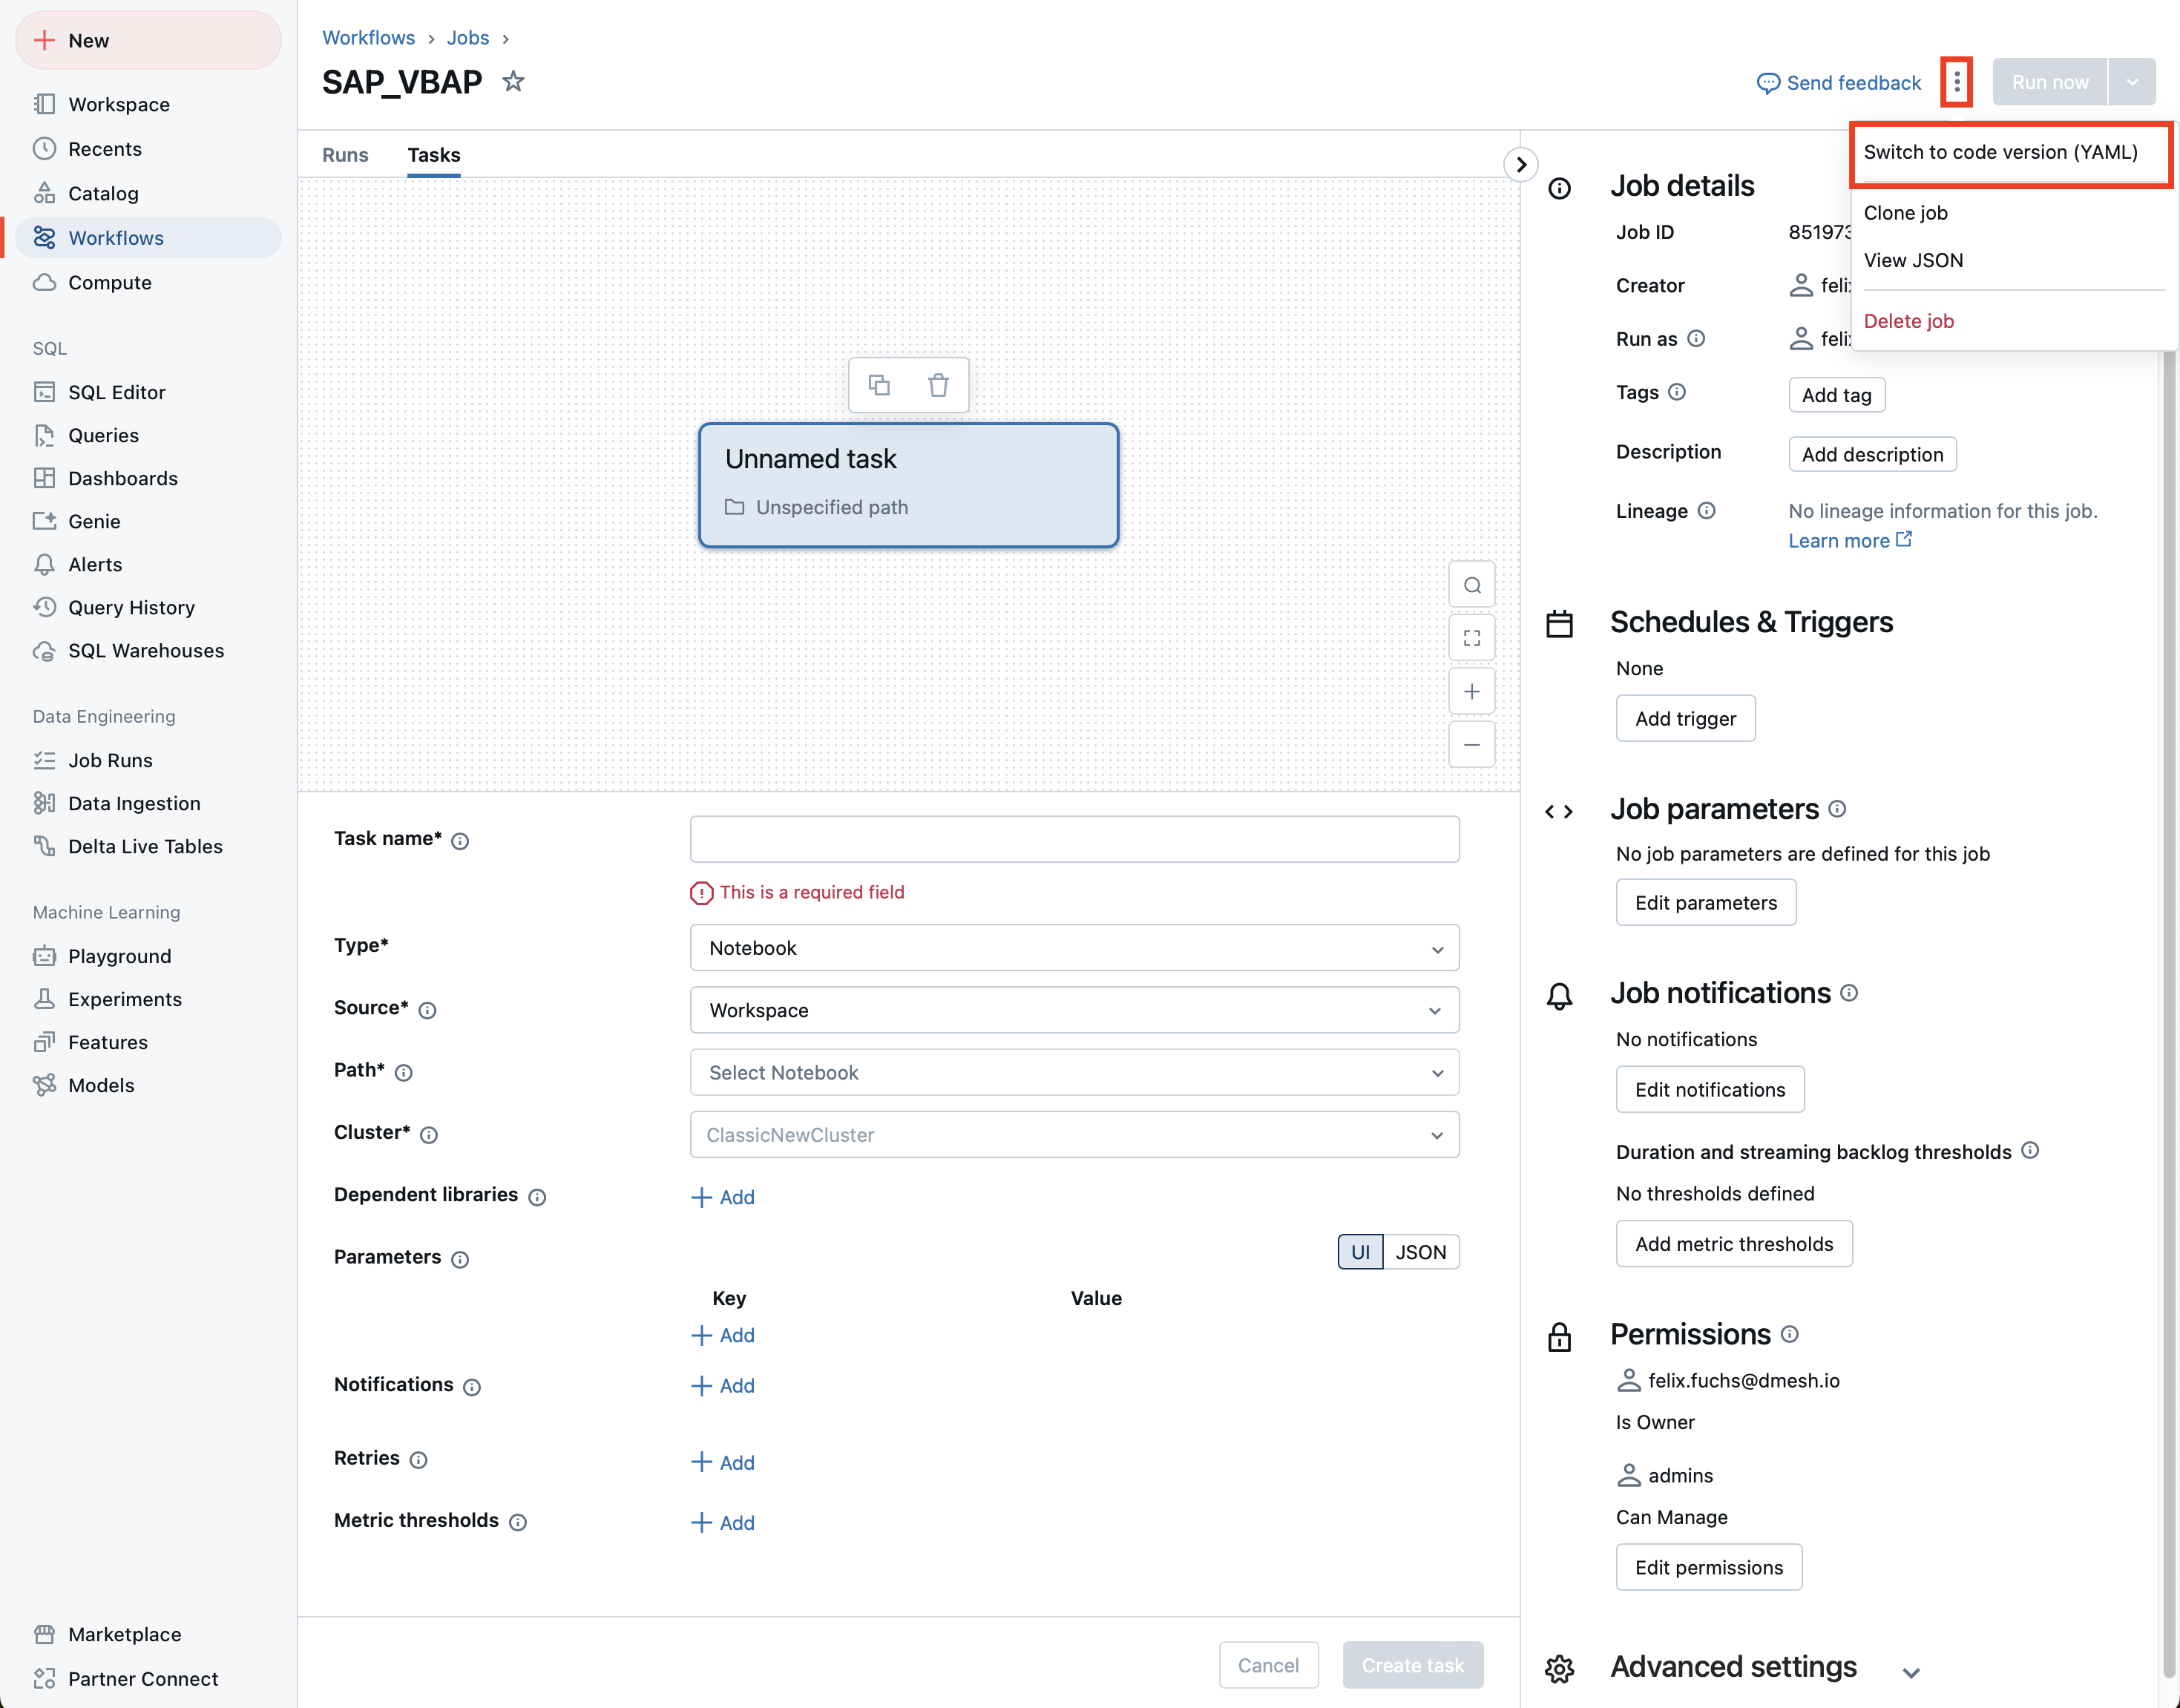 New
Workspace
Recents
Catalog
Workflows
Compute
SQL
SQL Editor
Queries
Dashboards
Genie
Alerts
Query History
SQL Warehouses
Data Engineering
Job Runs
Data Ingestion
Delta Live Tables
Machine Learning
Playground
Experiments
Features
Models
Marketplace
Partner Connect
Workflows › Jobs ›
SAP_VBAP
Send feedback
Run now
Runs Tasks
Unnamed task
Unspecified path
Task name*
This is a required field
Type* Notebook
Source* Workspace
Path* Select Notebook
Cluster* ClassicNewCluster
Dependent libraries + Add
Parameters UI JSON
Key Value
+ Add
Notifications + Add
Retries + Add
Metric thresholds + Add
Cancel Create task
Switch to code version (YAML)
Clone job
View JSON
Delete job
Job details
Job ID 851973
Creator felix
Run as felix
Tags Add tag
Description Add description
Lineage No lineage information for this job.
Learn more
Schedules & Triggers
None
Add trigger
Job parameters
No job parameters are defined for this job
Edit parameters
Job notifications
No notifications
Edit notifications
Duration and streaming backlog thresholds
No thresholds defined
Add metric thresholds
Permissions
felix.fuchs@dmesh.io
Is Owner
admins
Can Manage
Edit permissions
Advanced settings